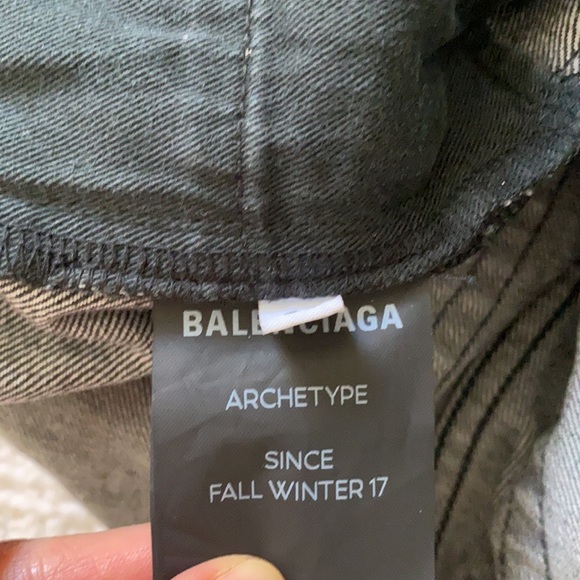 BALENCIAGA
ARCHETYPE
SINCE
FALL WINTER 17